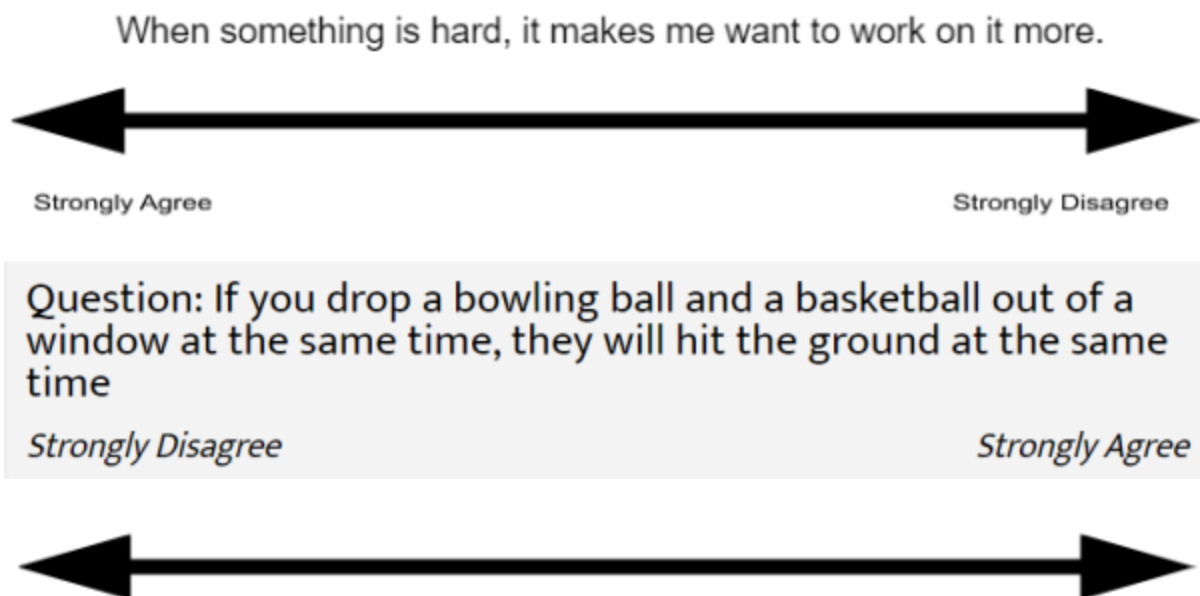 When something is hard, it makes me want to work on it more.
Strongly Agree
Strongly Disagree
Question: If you drop a bowling ball and a basketball out of a
window at the same time, they will hit the ground at the same
time
Strongly Disagree
Strongly Agree